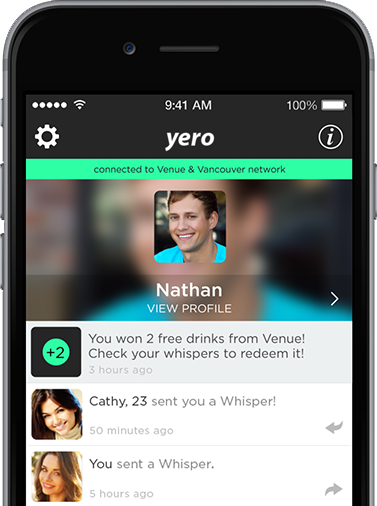 9:41 AM
100%
yero
i
connected to Venue & Vancouver network
Nathan
VIEW PROFILE
+2
You won 2 free drinks from Venue!
Check your whispers to redeem it!
3 hours ago
Cathy, 23 sent you a Whisper!
50 minutes ago
You sent a Whisper.
5 hours ago